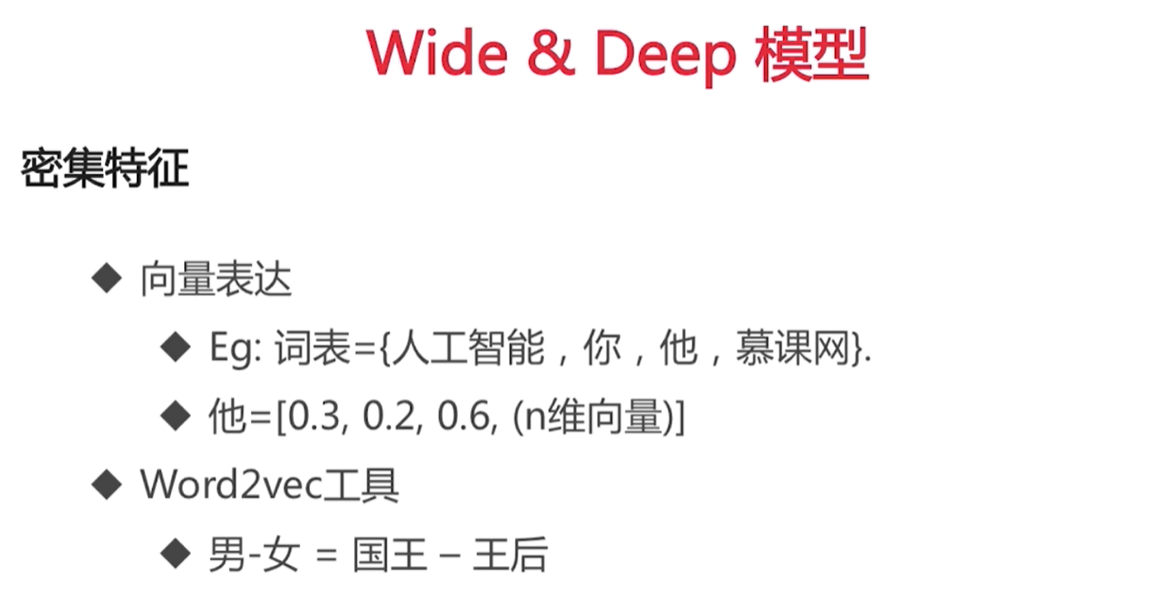 Wide & Deep 模型
密集特征
◆ 向量表达
◆ Eg: 词表={人工智能，你，他，慕课网}.
◆ 他=[0.3, 0.2, 0.6, (n维向量)]
◆ Word2vec工具
◆ 男-女 = 国王 – 王后